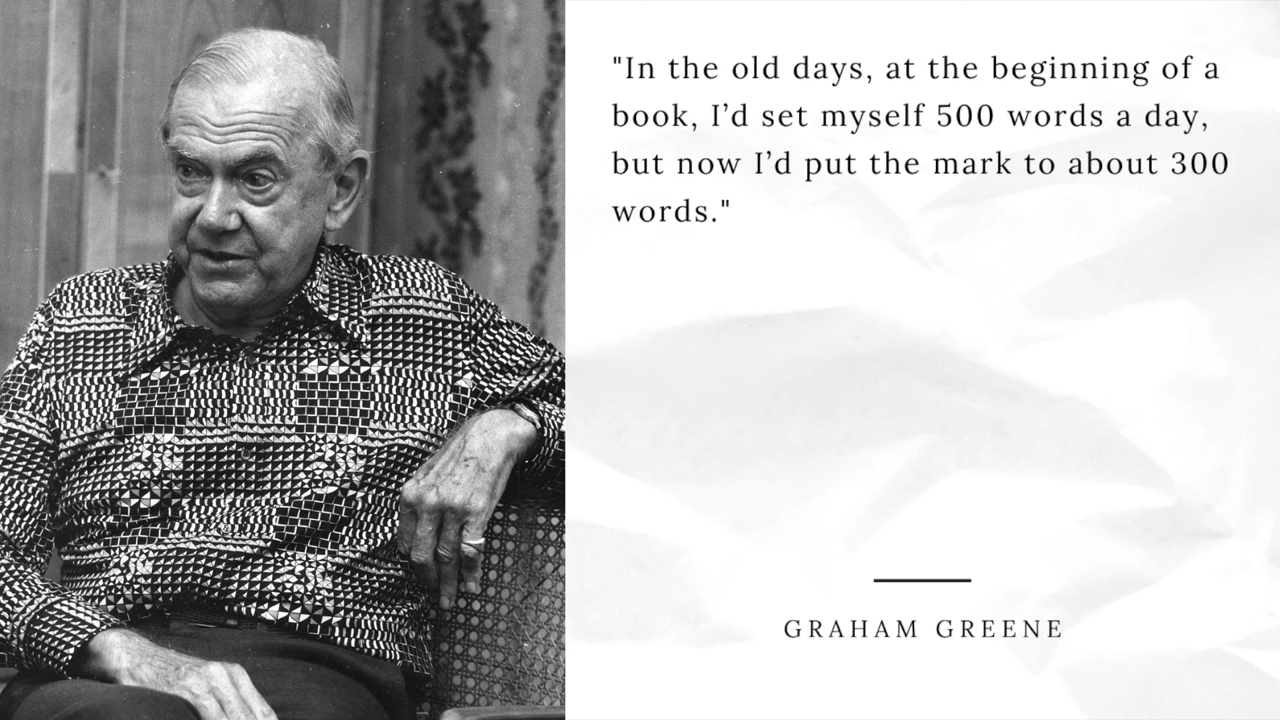 "In the old days, at the beginning of a
book, I’d set myself 500 words a day,
but now I’d put the mark to about 300
words."
GRAHAM GREENE